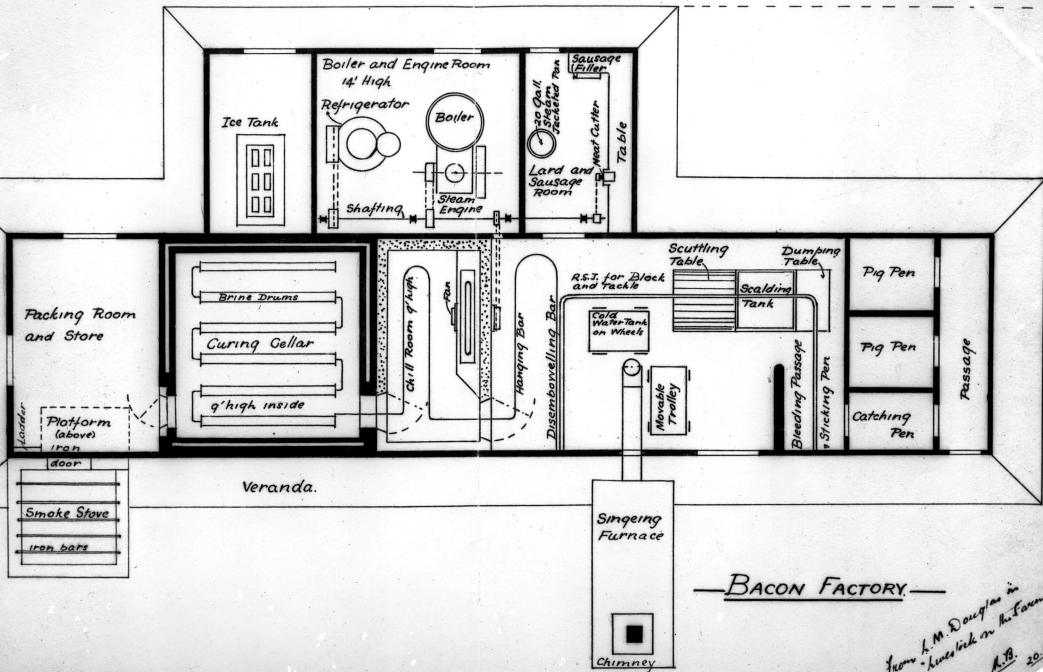 Boiler and Engine Room
14' High
Refrigerator
Boiler
Steam
Engine
Shafting
Ice Tank
Sausage
Filler
20 Gall.
Steam
Jacketed Pan
Meat Cutter
Table
Lard and
Sausage
Room
Packing Room
and Store
Ladder
Platform
(above)
iron
door
Smoke Stove
iron bars
Brine Drums
Curing Cellar
9' high inside
Chill Room 9' high
Fan
Hanging Bar
Disembowelling Bar
R.S.J. for Block
and Tackle
Scuttling
Table
Dumping
Table
Scalding
Tank
Cold
Water Tank
on Wheels
Movable
Trolley
Bleeding Passage
& Sticking Pen
Pig Pen
Pig Pen
Catching
Pen
Passage
Veranda.
Singeing
Furnace
Chimney
BACON FACTORY
from L.M. Douglas in
"Livestock on the Farm
R.B. 20